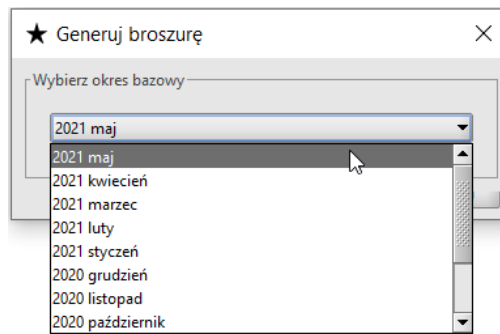 Generuj broszurę
Wybierz okres bazowy
2021 maj
2021 maj
2021 kwiecień
2021 marzec
2021 luty
2021 styczeń
2020 grudzień
2020 listopad
2020 październik